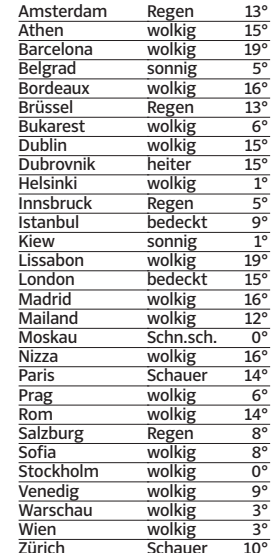 Amsterdam Regen 13°
Athen wolkig 15°
Barcelona wolkig 19°
Belgrad sonnig 5°
Bordeaux wolkig 16°
Brüssel Regen 13°
Bukarest wolkig 6°
Dublin wolkig 15°
Dubrovnik heiter 15°
Helsinki wolkig 1°
Innsbruck Regen 5°
Istanbul bedeckt 9°
Kiew sonnig 1°
Lissabon wolkig 19°
London bedeckt 15°
Madrid wolkig 16°
Mailand wolkig 12°
Moskau Schn.sch. 0°
Nizza wolkig 16°
Paris Schauer 14°
Prag wolkig 6°
Rom wolkig 14°
Salzburg Regen 8°
Sofia wolkig 8°
Stockholm wolkig 0°
Venedig wolkig 9°
Warschau wolkig 3°
Wien wolkig 3°
Zürich Schauer 10°